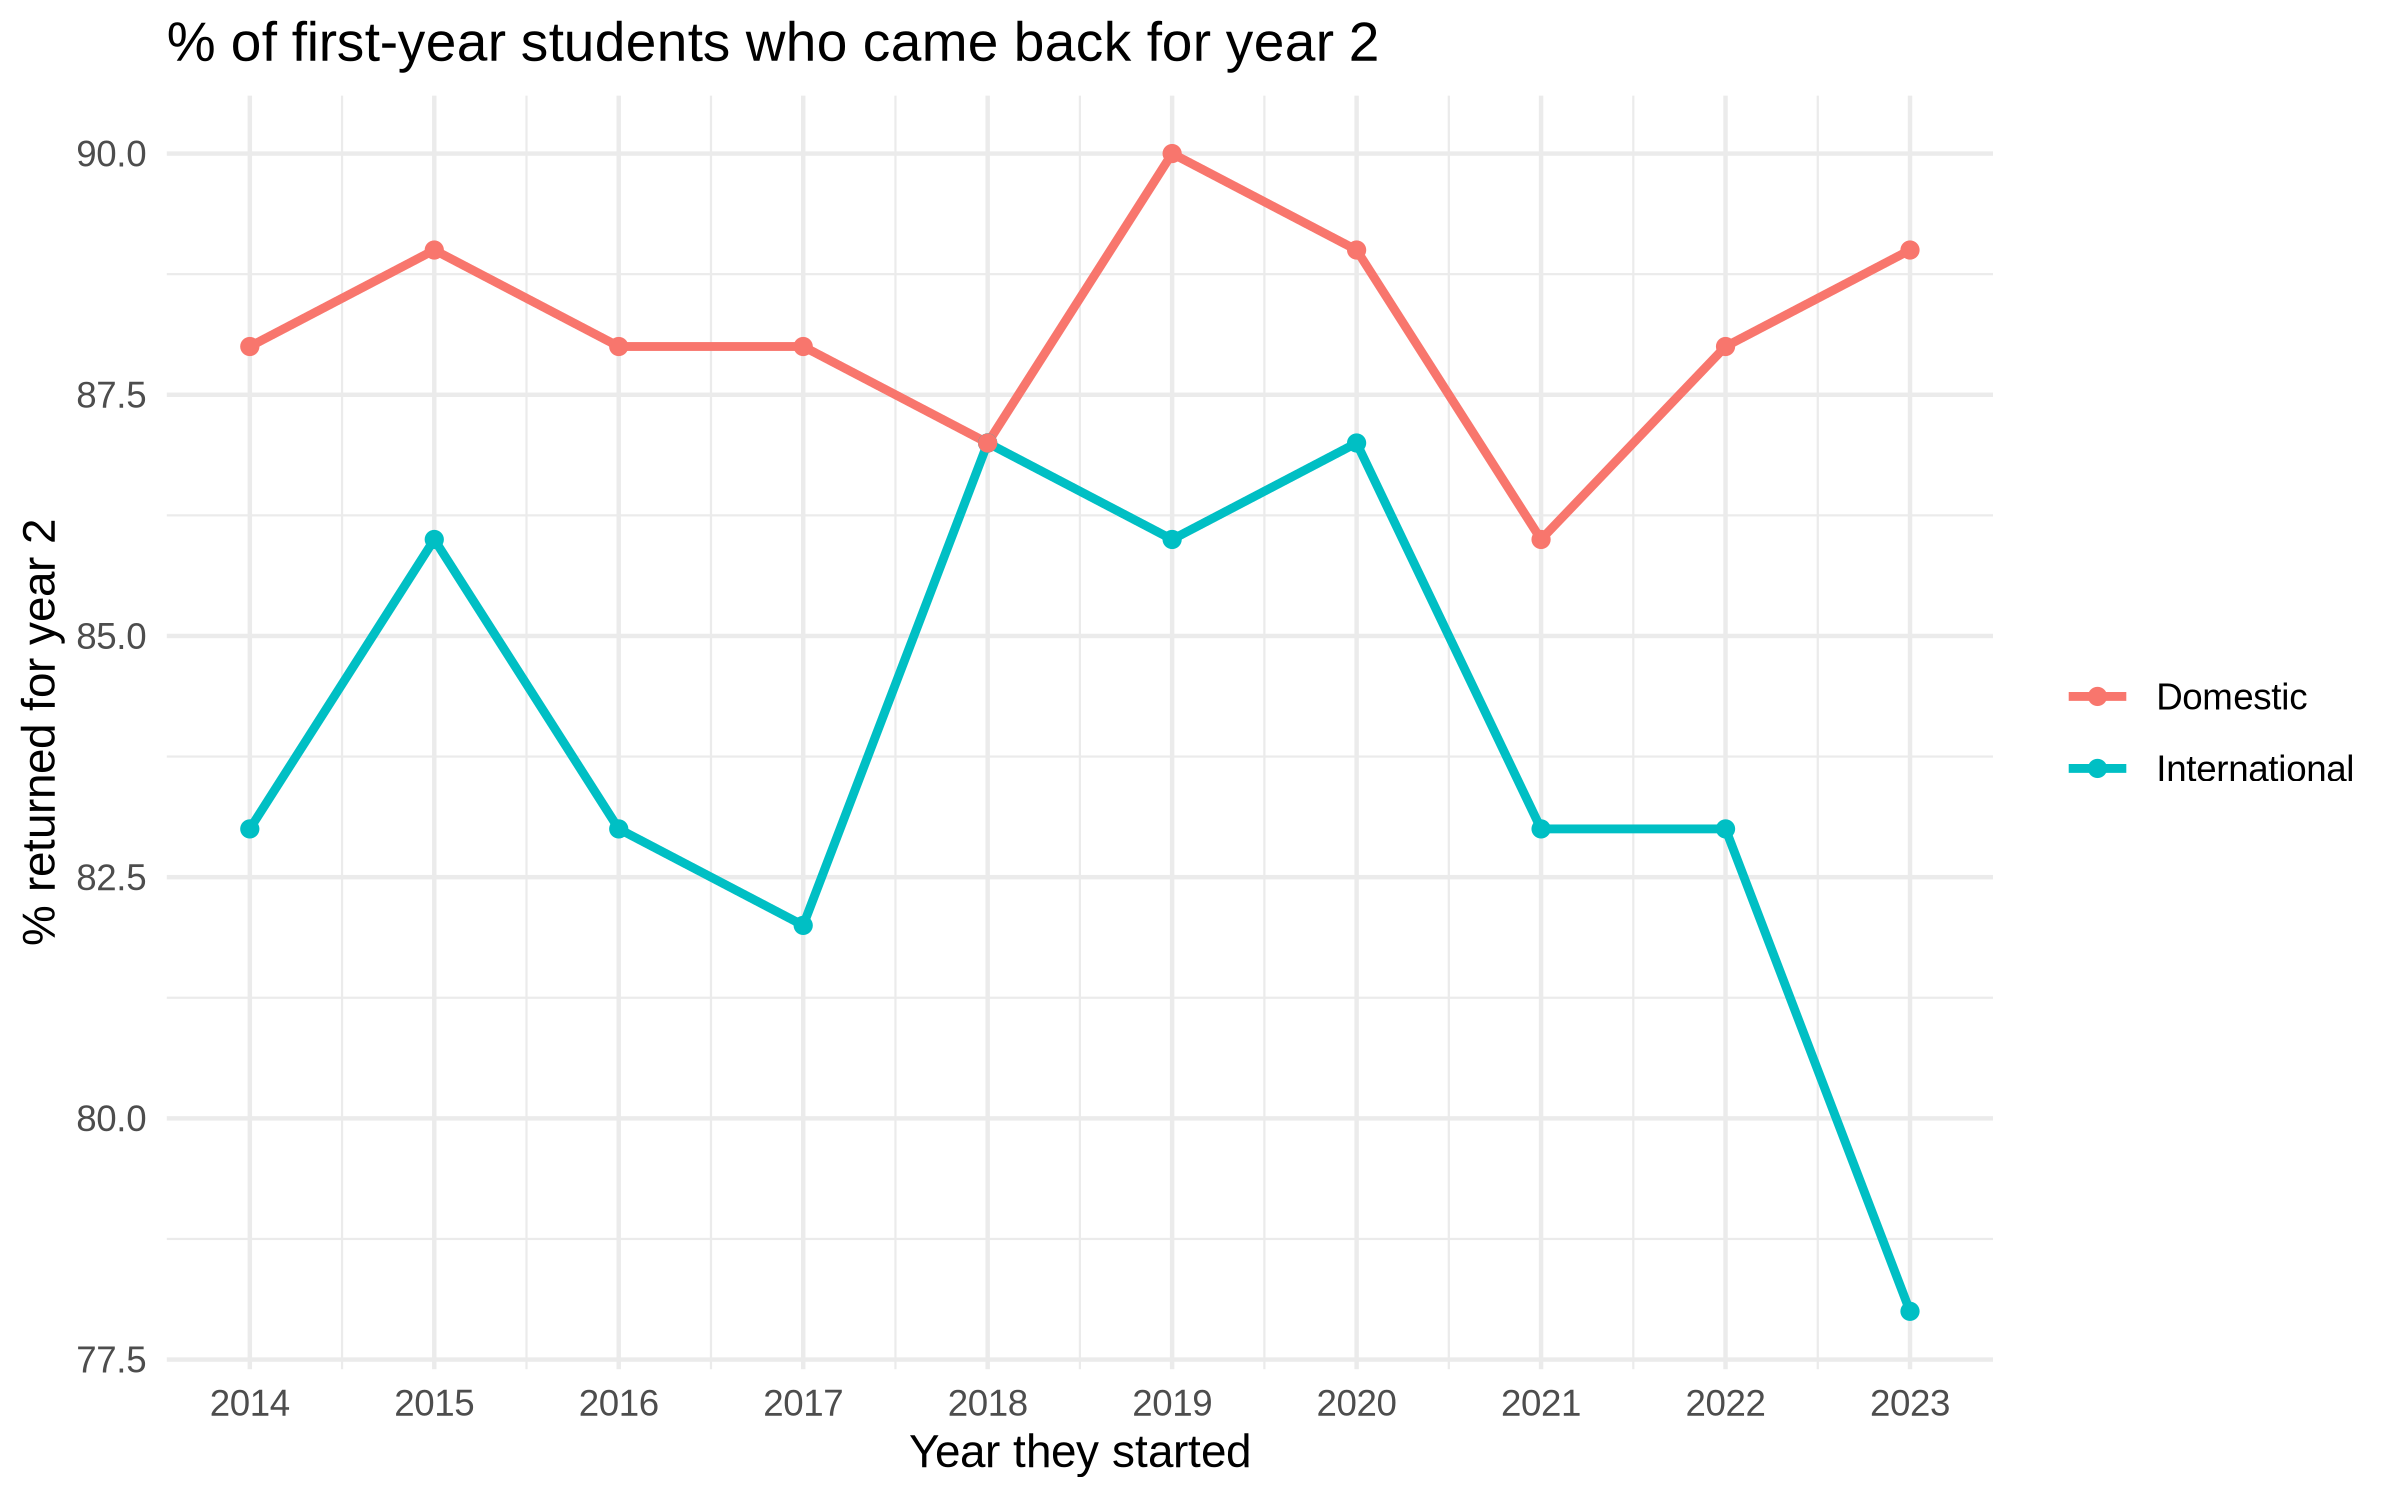 % of first-year students who came back for year 2
% returned for year 2
90.0
87.5
85.0
82.5
80.0
77.5
2014 2015 2016 2017 2018 2019 2020 2021 2022 2023
Year they started
Domestic
International